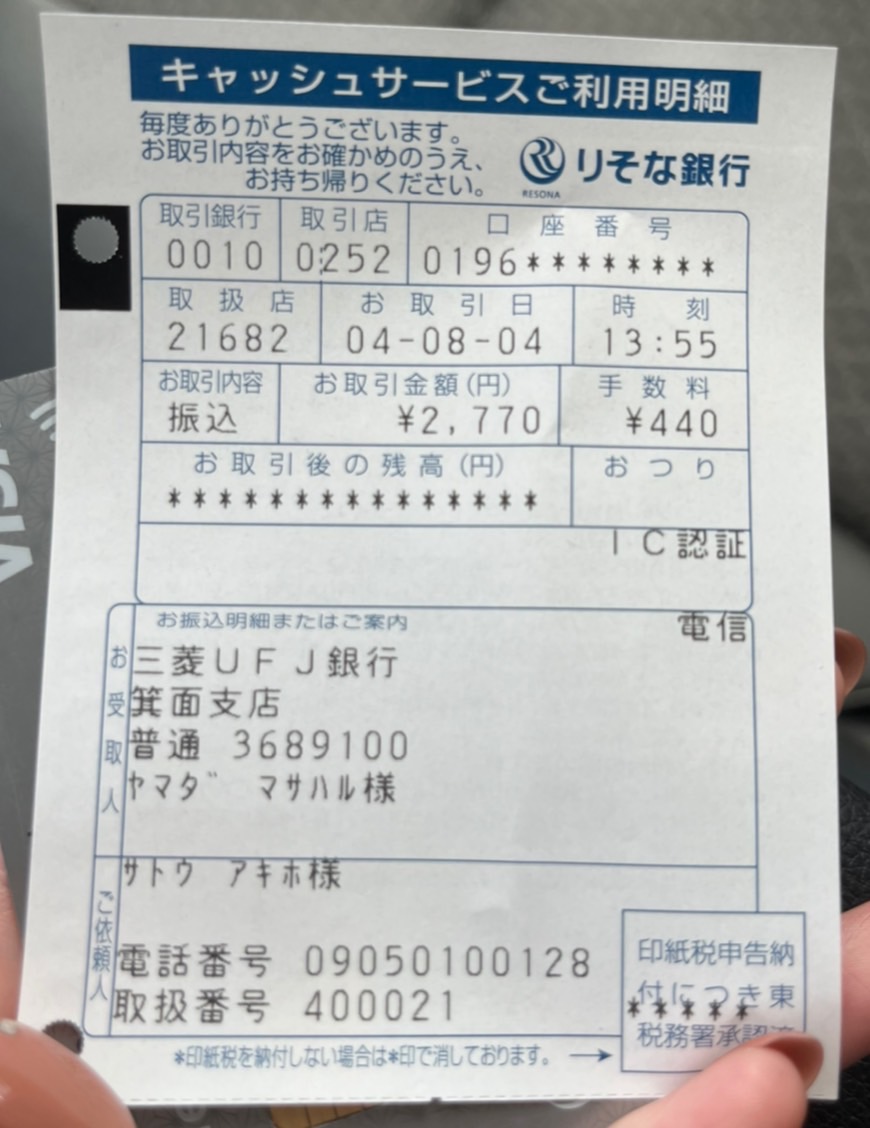 キャッシュサービスご利用明細
毎度ありがとうございます。
お取引内容をお確かめのうえ、
お持ち帰りください。
RESONA
りそな銀行
取引銀行 取引店 口座番号
0010 0252 0196********
取扱店 お取引日 時刻
21682 04-08-04 13:55
お取引内容 お取引金額(円) 手数料
振込 ¥2,770 ¥440
お取引後の残高(円) おつり
***************
IC認証
お振込明細またはご案内
電信
お受取人
三菱UFJ銀行
箕面支店
普通 3689100
ヤマダ マサハル様
ご依頼人
サトウ アキホ様
電話番号 09050100128
取扱番号 400021
印紙税申告納
付につき東
*****
税務署承認済
*印紙税を納付しない場合は*印で消しております。 →
VISA